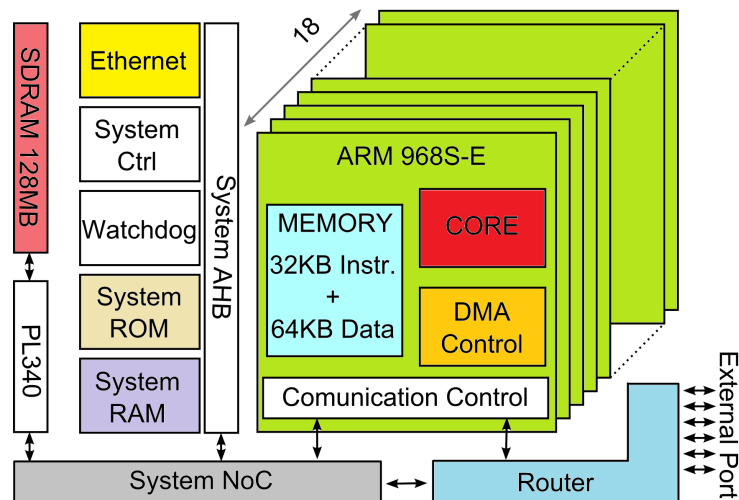 SDRAM 128MB
PL340
Ethernet
System
Ctrl
Watchdog
System
ROM
System
RAM
System AHB
18
ARM 968S-E
MEMORY
32KB Instr.
+
64KB Data
CORE
DMA
Control
Comunication Control
System NoC
Router
External Port